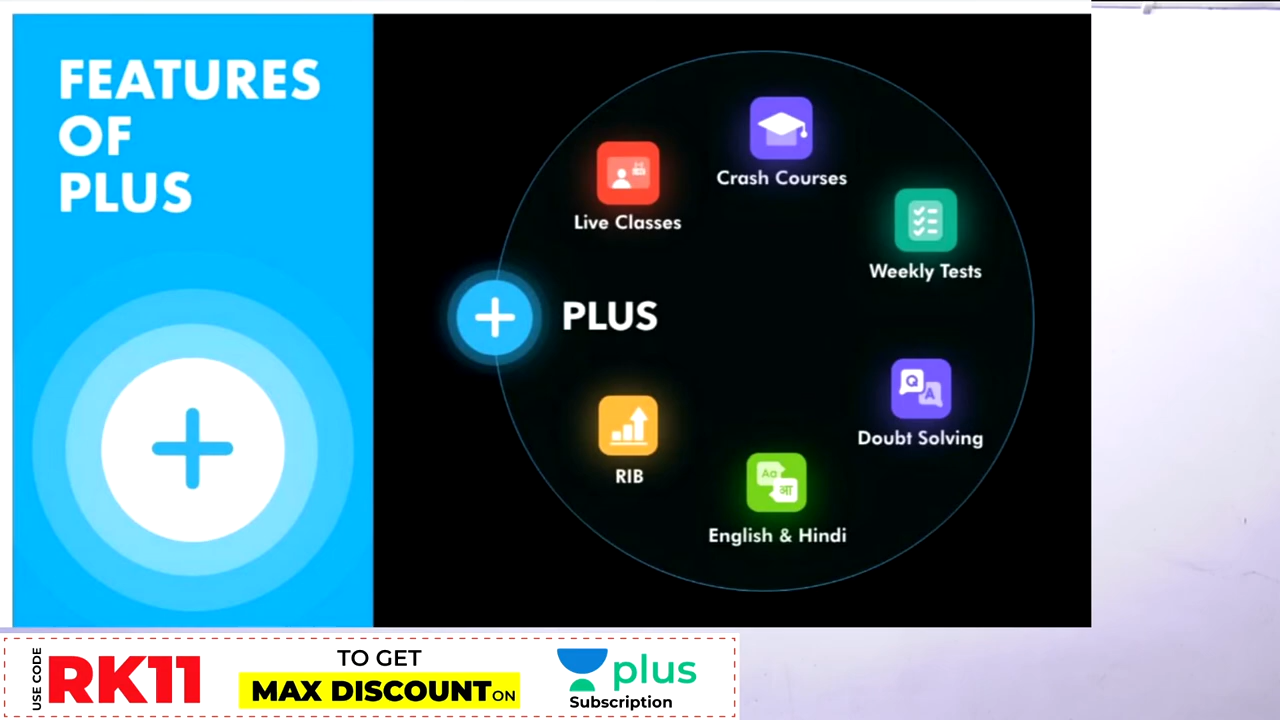 FEATURES
OF
PLUS
Crash Courses
Live Classes
Weekly Tests
PLUS
Q
A
Doubt Solving
RIB
Aa
आ
English & Hindi
USE CODE
RK11
TO GET
MAX DISCOUNT ON
plus
Subscription